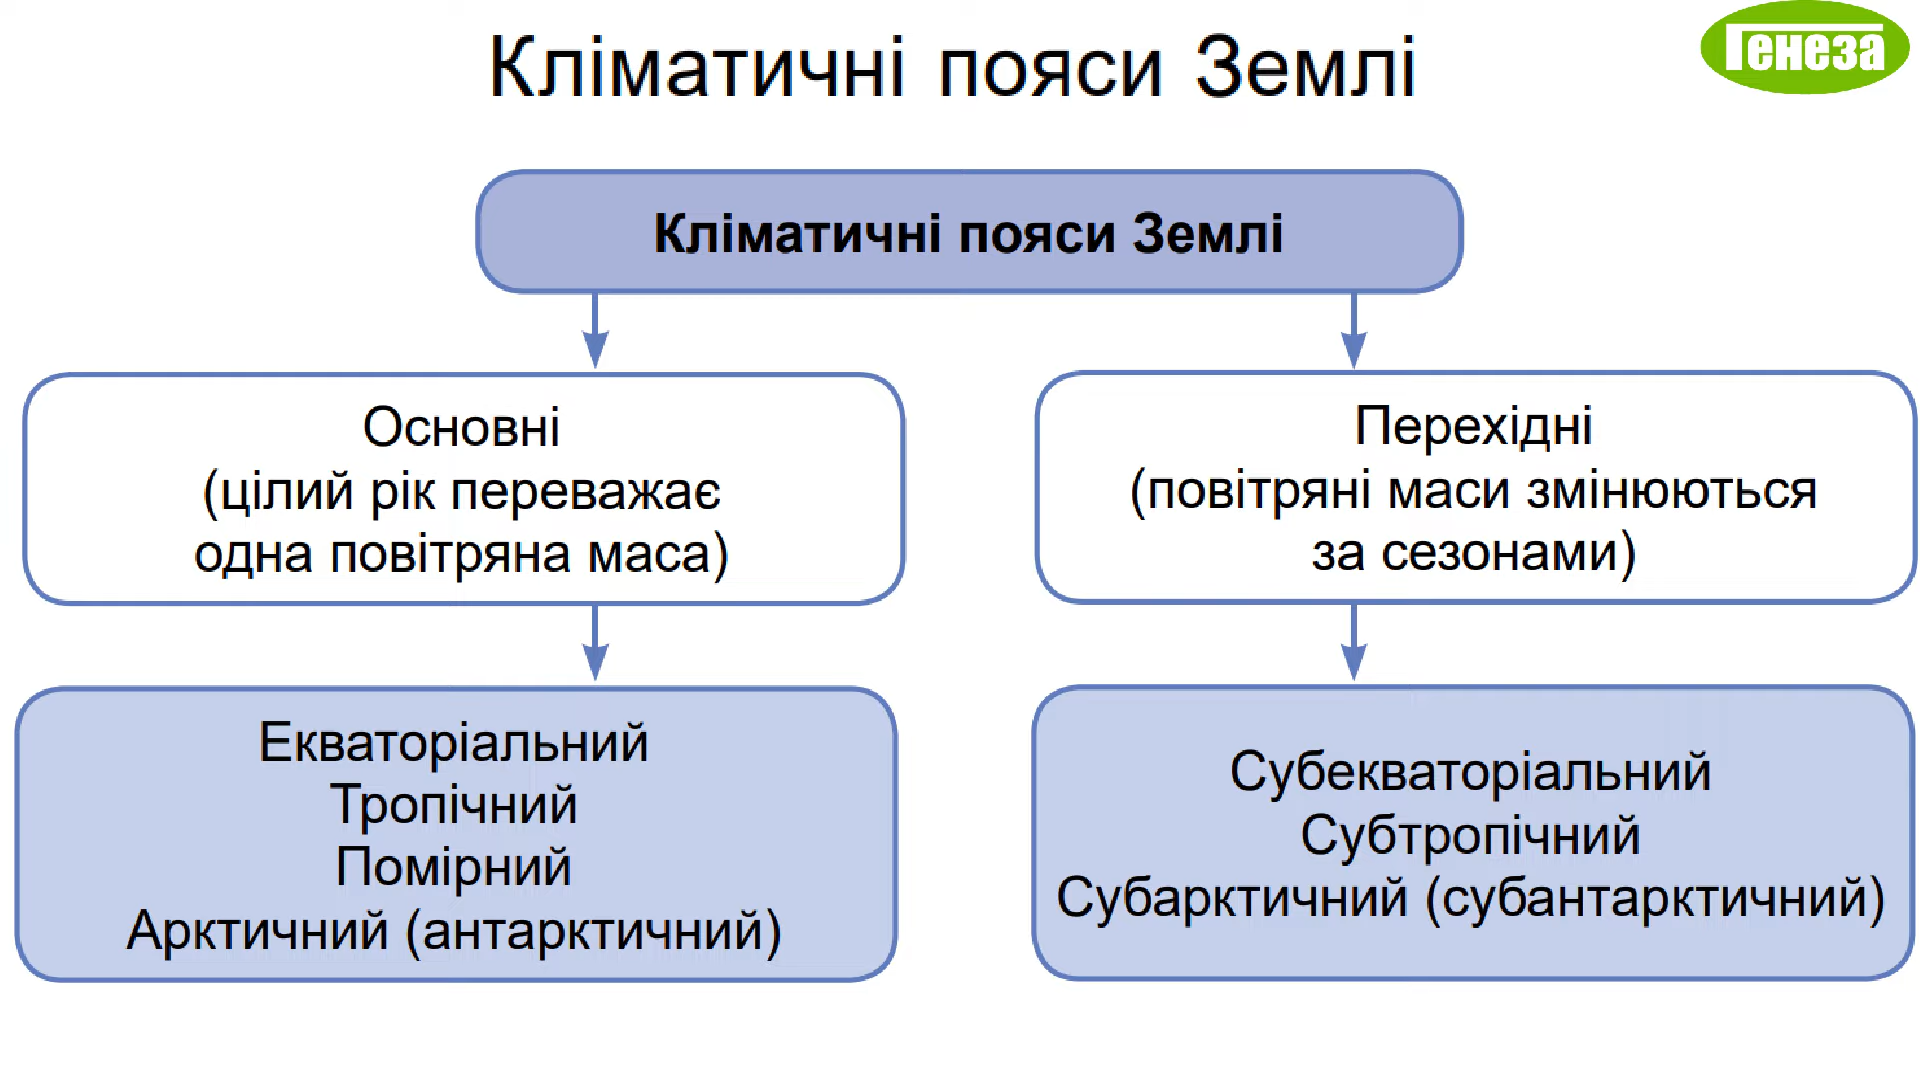 Кліматичні пояси Землі
Генеза
Кліматичні пояси Землі
Основні
(цілий рік переважає
одна повітряна маса)
Перехідні
(повітряні маси змінюються
за сезонами)
Екваторіальний
Тропічний
Помірний
Арктичний (антарктичний)
Субекваторіальний
Субтропічний
Субарктичний (субантарктичний)